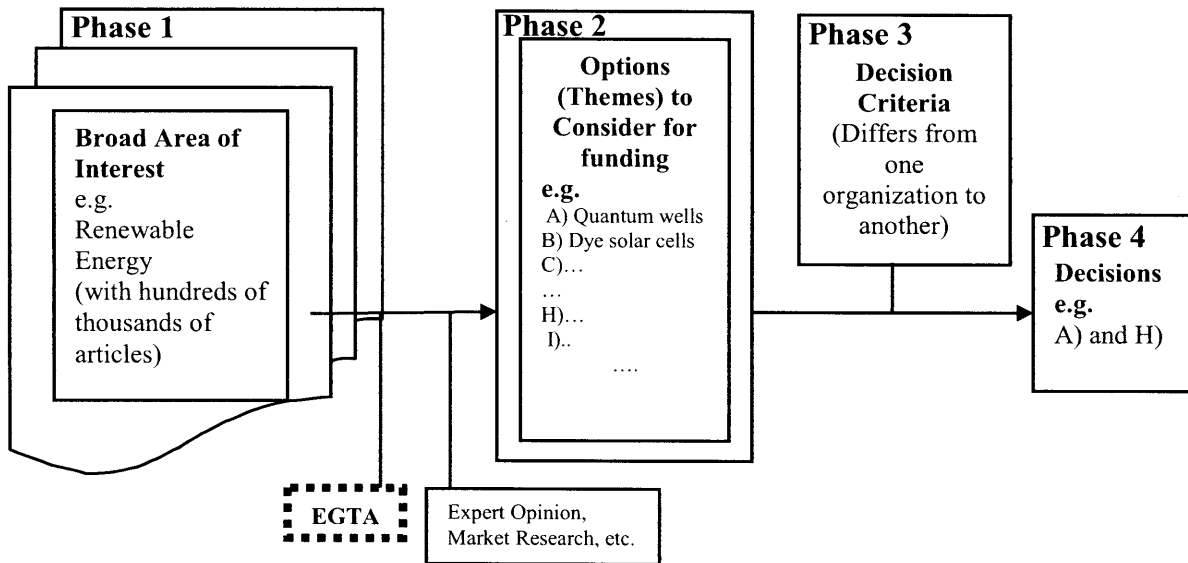 Phase 1
Broad Area of
Interest
e.g.
Renewable
Energy
(with hundreds of
thousands of
articles)
EGTA
Expert Opinion,
Market Research, etc.
Phase 2
Options
(Themes) to
Consider for
funding
e.g.
A) Quantum wells
B) Dye solar cells
C)…
…
H)…
I)..
….
Phase 3
Decision
Criteria
(Differs from
one
organization to
another)
Phase 4
Decisions
e.g.
A) and H)